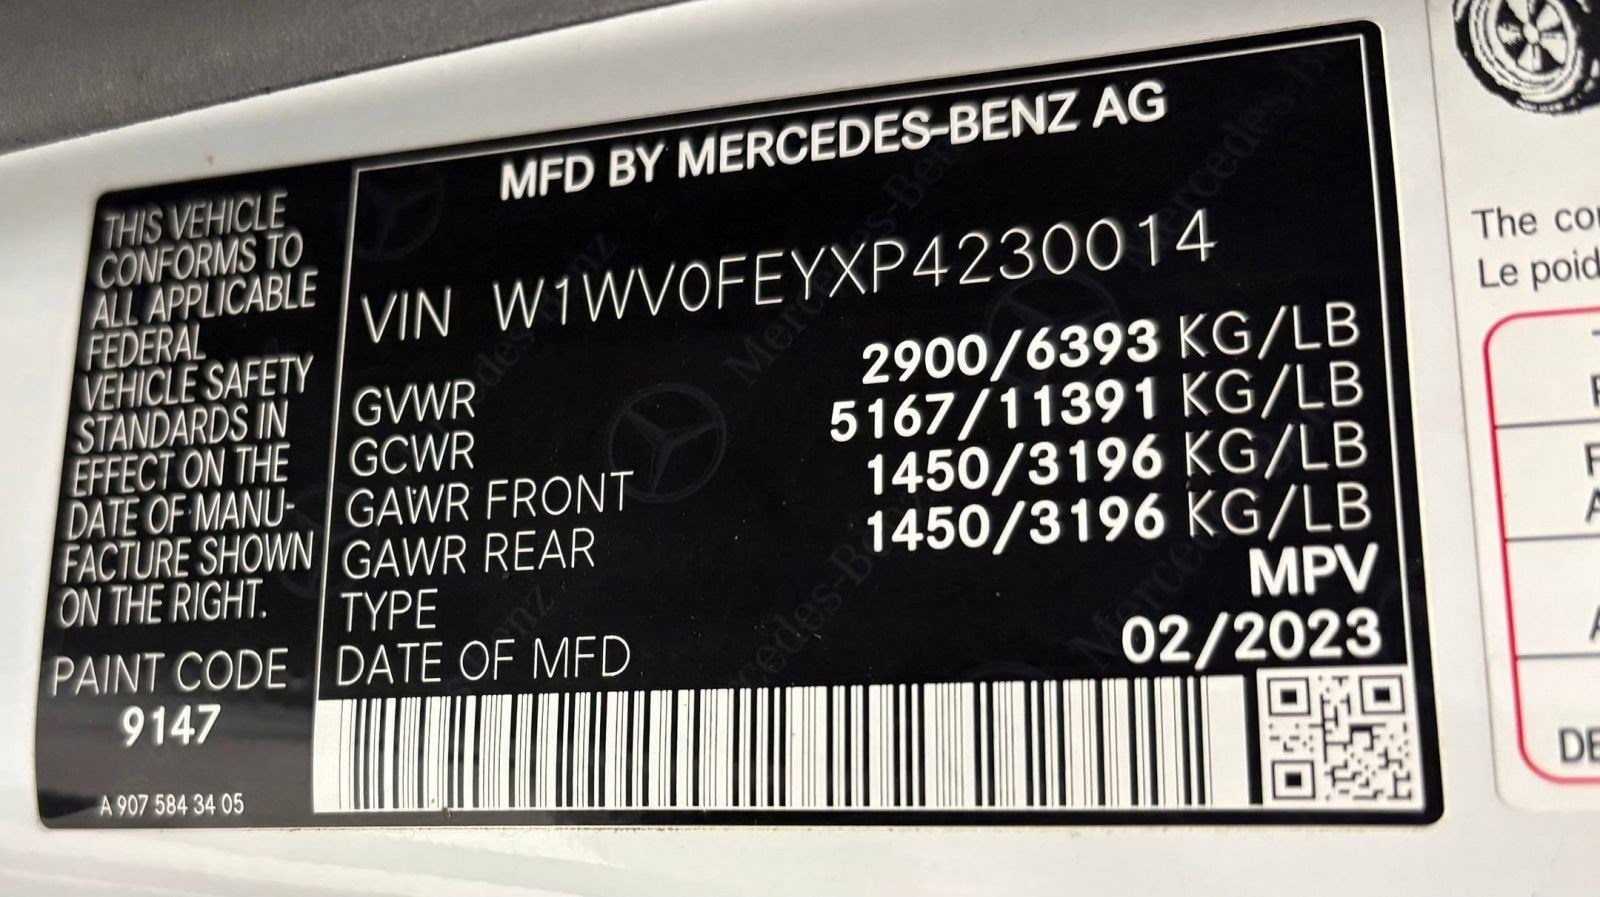 MFD BY MERCEDES-BENZ AG
THIS VEHICLE
CONFORMS TO
ALL APPLICABLE
FEDERAL
VEHICLE SAFETY
STANDARDS IN
EFFECT ON THE
DATE OF MANU-
FACTURE SHOWN
ON THE RIGHT.
PAINT CODE
9147
A 907 584 34 05
VIN W1WV0FEYXP4230014
GVWR 2900/6393 KG/LB
GCWR 5167/11391 KG/LB
GAWR FRONT 1450/3196 KG/LB
GAWR REAR 1450/3196 KG/LB
TYPE MPV
DATE OF MFD 02/2023
The
Le